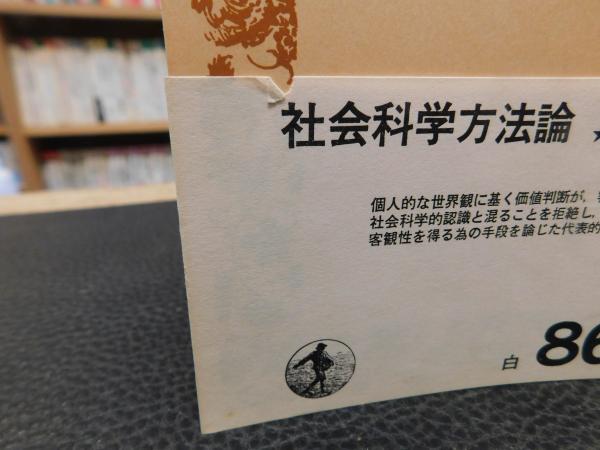 社会科学方法論
個人的な世界観に基く価値判断が,
社会科学的認識と混ることを拒絶し,
客観性を得る為の手段を論じた代表的
白 86